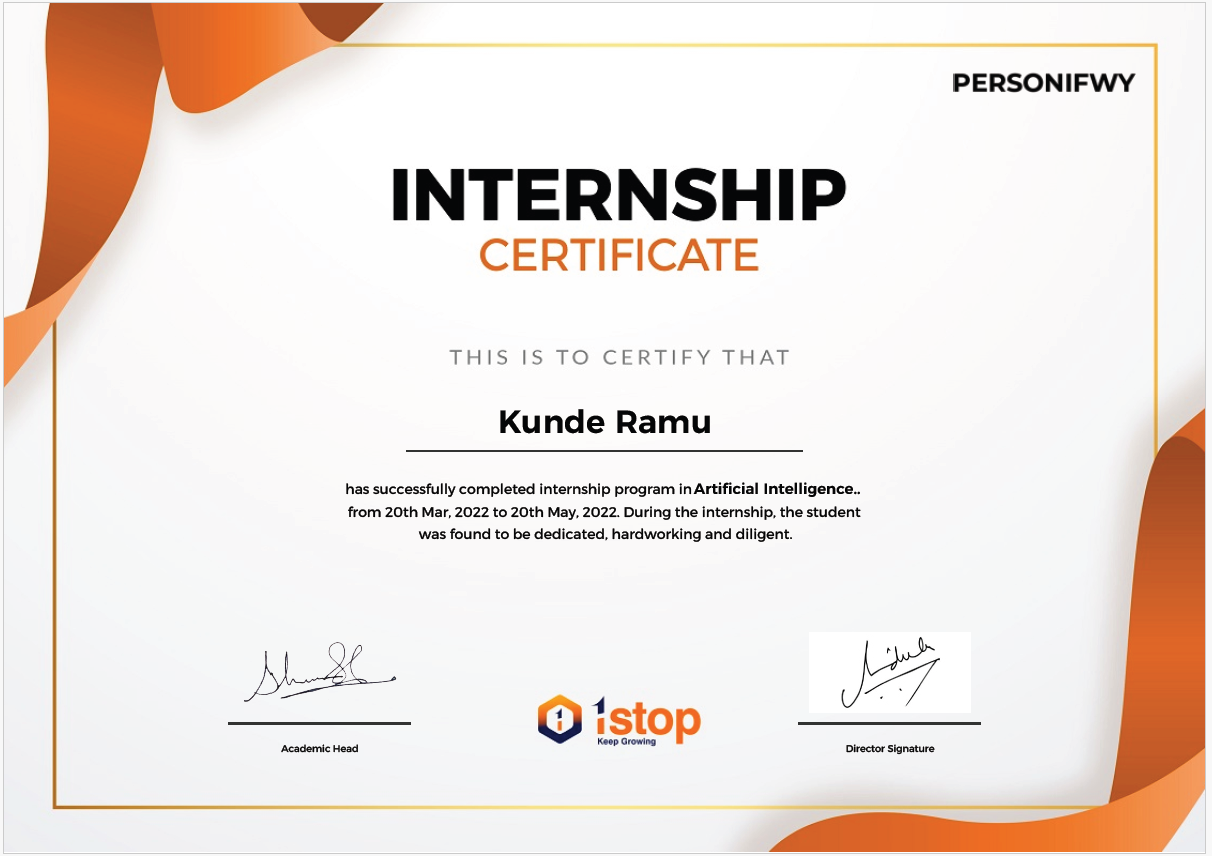 PERSONIFWY
INTERNSHIP
CERTIFICATE
THIS IS TO CERTIFY THAT
Kunde Ramu
has successfully completed internship program in Artificial Intelligence..
from 20th Mar, 2022 to 20th May, 2022. During the internship, the student
was found to be dedicated, hardworking and diligent.
1stop
Keep Growing
Academic Head
Director Signature